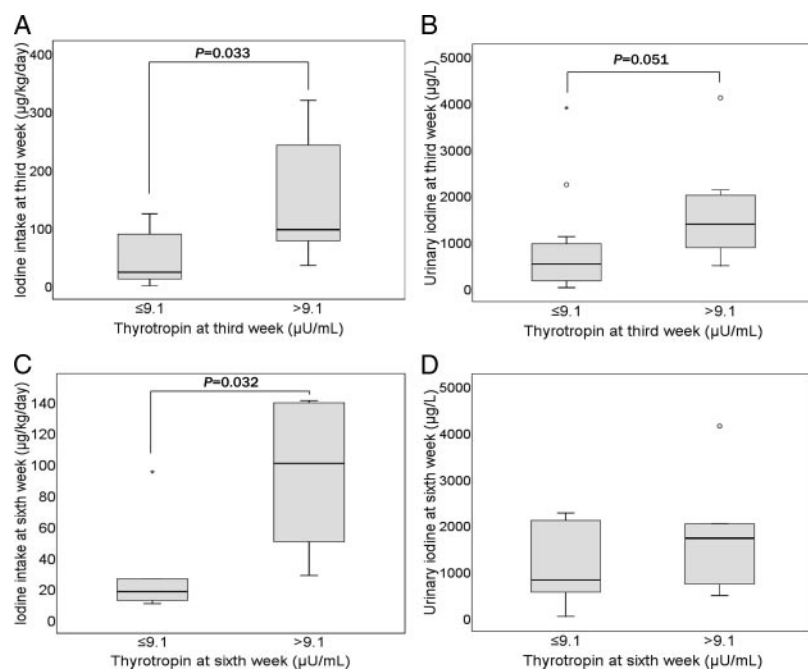 A
Iodine intake at third week (µg/kg/day)
400
300
200
100
0
P=0.033
≤9.1
>9.1
Thyrotropin at third week (µU/mL)
B
Urinary iodine at third week (µg/L)
5000
4000
3000
2000
1000
0
P=0.051
*
≤9.1
>9.1
Thyrotropin at third week (µU/mL)
C
Iodine intake at sixth week (µg/kg/day)
140
120
100
80
60
40
20
0
P=0.032
*
≤9.1
>9.1
Thyrotropin at sixth week (µU/mL)
D
Urinary iodine at sixth week (µg/L)
5000
4000
3000
2000
1000
0
≤9.1
>9.1
Thyrotropin at sixth week (µU/mL)